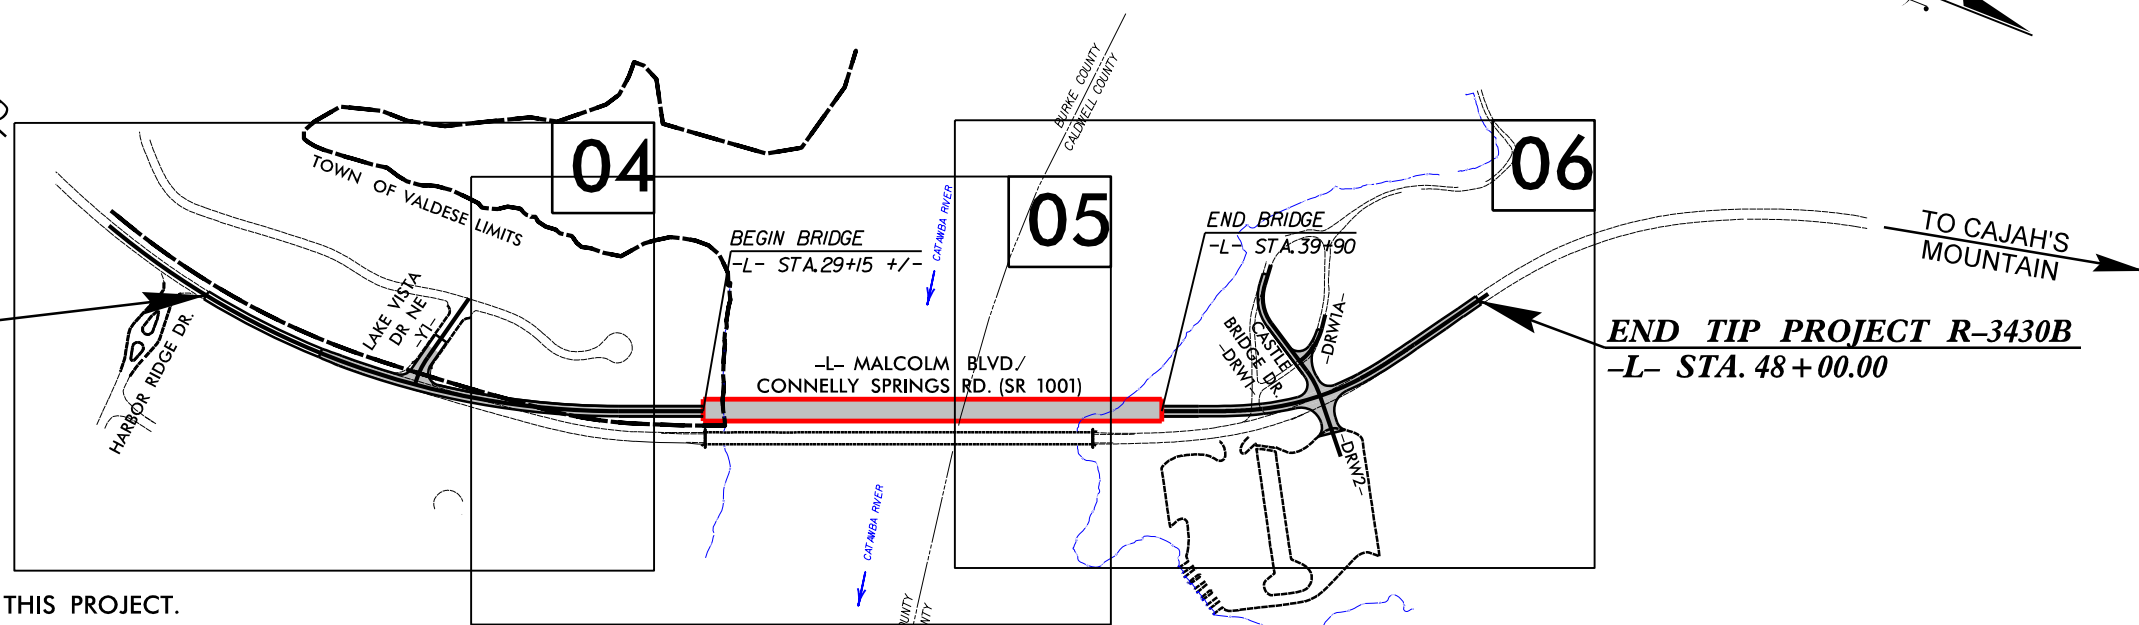 BURKE COUNTY
CALDWELL COUNTY
04
05
06
TOWN OF VALDESE LIMITS
CATAWBA RIVER
BEGIN BRIDGE
-L- STA.29+15 +/-
END BRIDGE
-L- STA.39+90
TO CAJAH'S
MOUNTAIN
LAKE VISTA
DR NE
-Y1-
HARBOR RIDGE DR.
-L- MALCOLM BLVD./
CONNELLY SPRINGS RD. (SR 1001)
CASTLE
BRIDGE DR.
-DRW1-
-DRW1A-
-DRW2-
END TIP PROJECT R-3430B
-L- STA. 48+00.00
CATAWBA RIVER
THIS PROJECT.